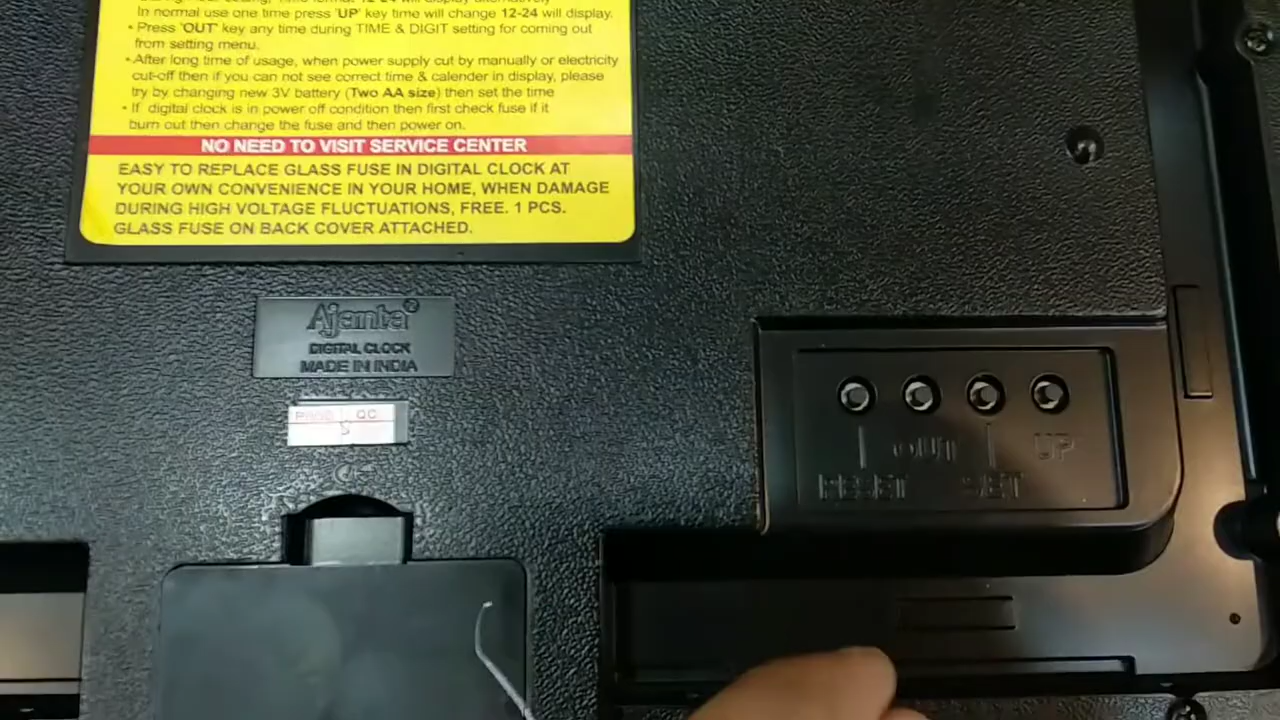 In normal use one time press 'UP' key time will change 12-24 will display.
• Press 'OUT' key any time during TIME & DIGIT setting for coming out
from setting menu.
• After long time of usage, when power supply cut by manually or electricity
cut-off then if you can not see correct time & calender in display, please
try by changing new 3V battery (Two AA size) then set the time
• If digital clock is in power off condition then first check fuse if it
burn out then change the fuse and then power on.
NO NEED TO VISIT SERVICE CENTER
EASY TO REPLACE GLASS FUSE IN DIGITAL CLOCK AT
YOUR OWN CONVENIENCE IN YOUR HOME, WHEN DAMAGE
DURING HIGH VOLTAGE FLUCTUATIONS, FREE. 1 PCS.
GLASS FUSE ON BACK COVER ATTACHED.
Ajanta®
DIGITAL CLOCK
MADE IN INDIA
QC
OUT UP
RESET SET